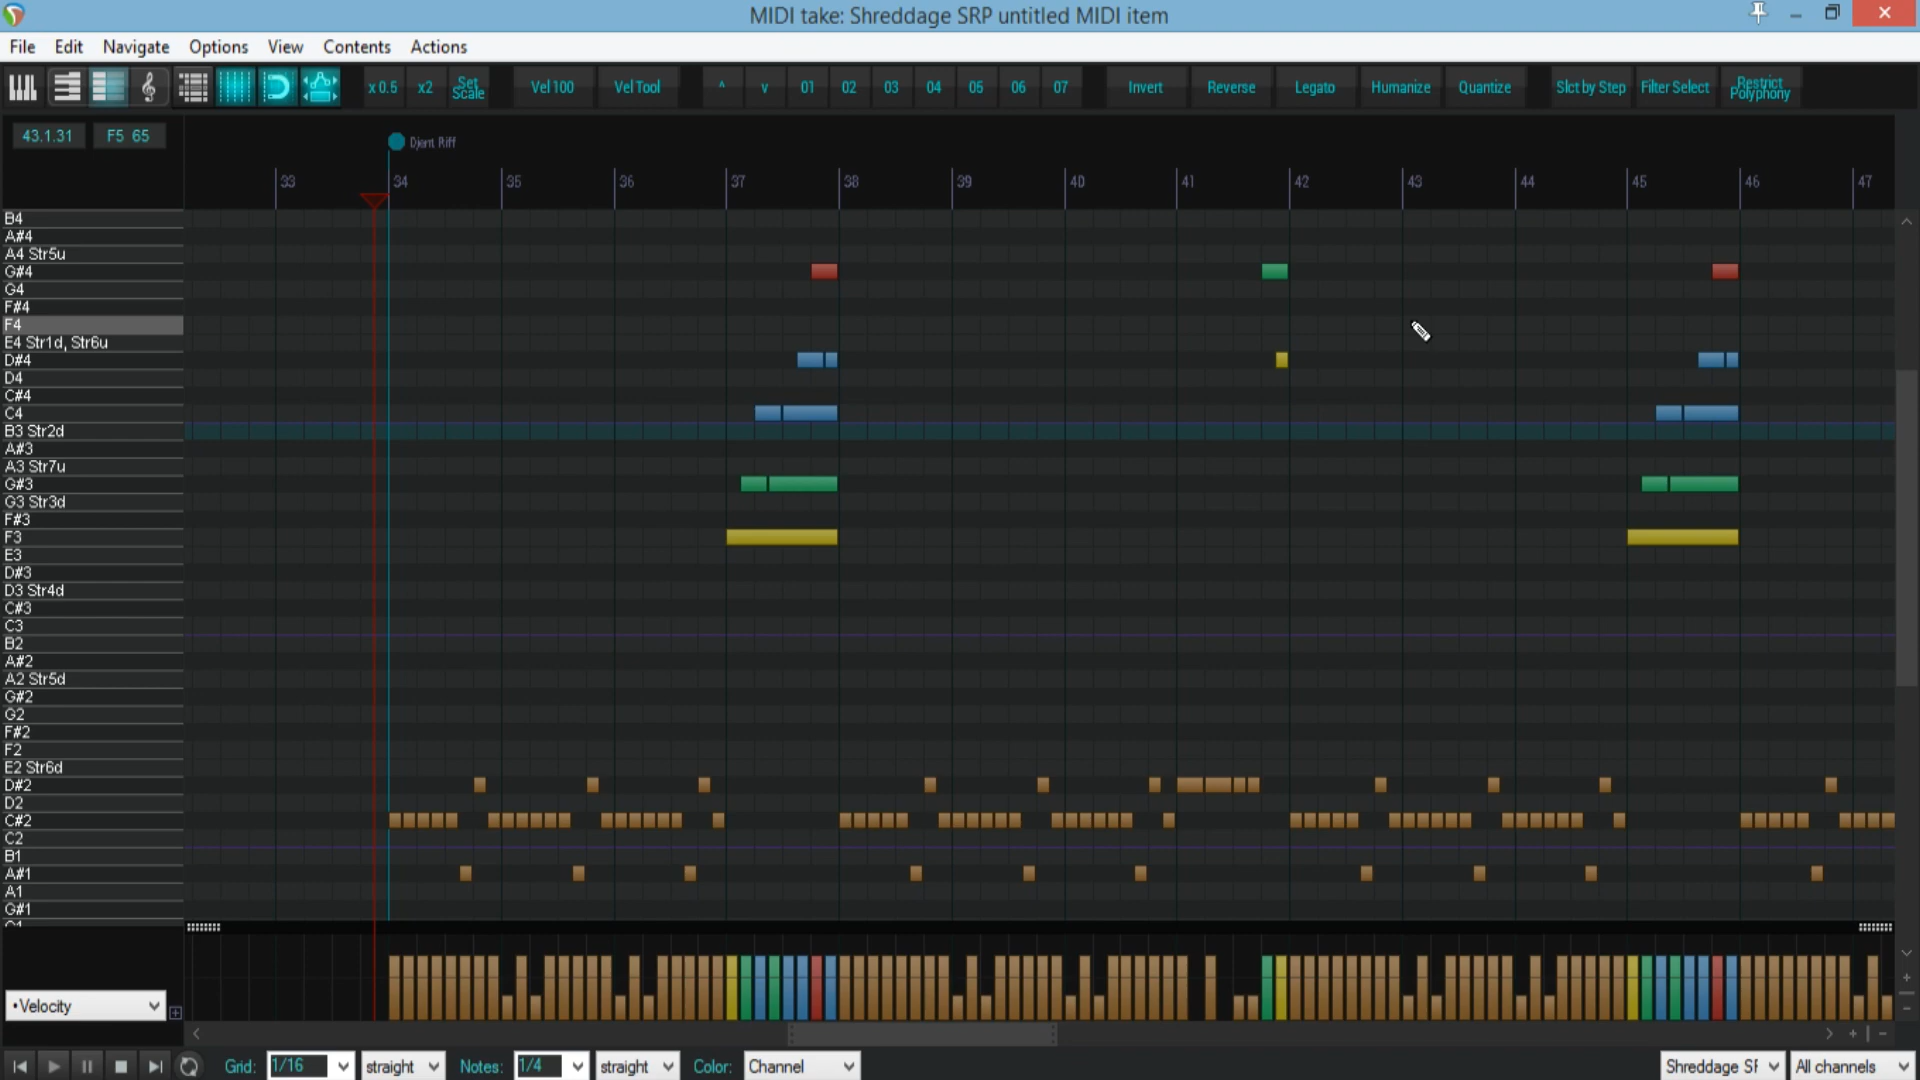 MIDI take: Shreddage SRP untitled MIDI item
File Edit Navigate Options View Contents Actions
x 0.5 x2 Set Scale Vel 100 Vel Tool ^ v 01 02 03 04 05 06 07 Invert Reverse Legato Humanize Quantize Slct by Step Filter Select Restrict Polyphony
43.1.31 F5 65
Djent Riff
33 34 35 36 37 38 39 40 41 42 43 44 45 46 47
B4
A#4
A4 Str5u
G#4
G4
F#4
F4
E4 Str1d, Str6u
D#4
D4
C#4
C4
B3 Str2d
A#3
A3 Str7u
G#3
G3 Str3d
F#3
F3
E3
D#3
D3 Str4d
C#3
C3
B2
A#2
A2 Str5d
G#2
G2
F#2
F2
E2 Str6d
D#2
D2
C#2
C2
B1
A#1
A1
G#1
•Velocity
Grid: 1/16 straight Notes: 1/4 straight Color: Channel Shreddage SF All channels